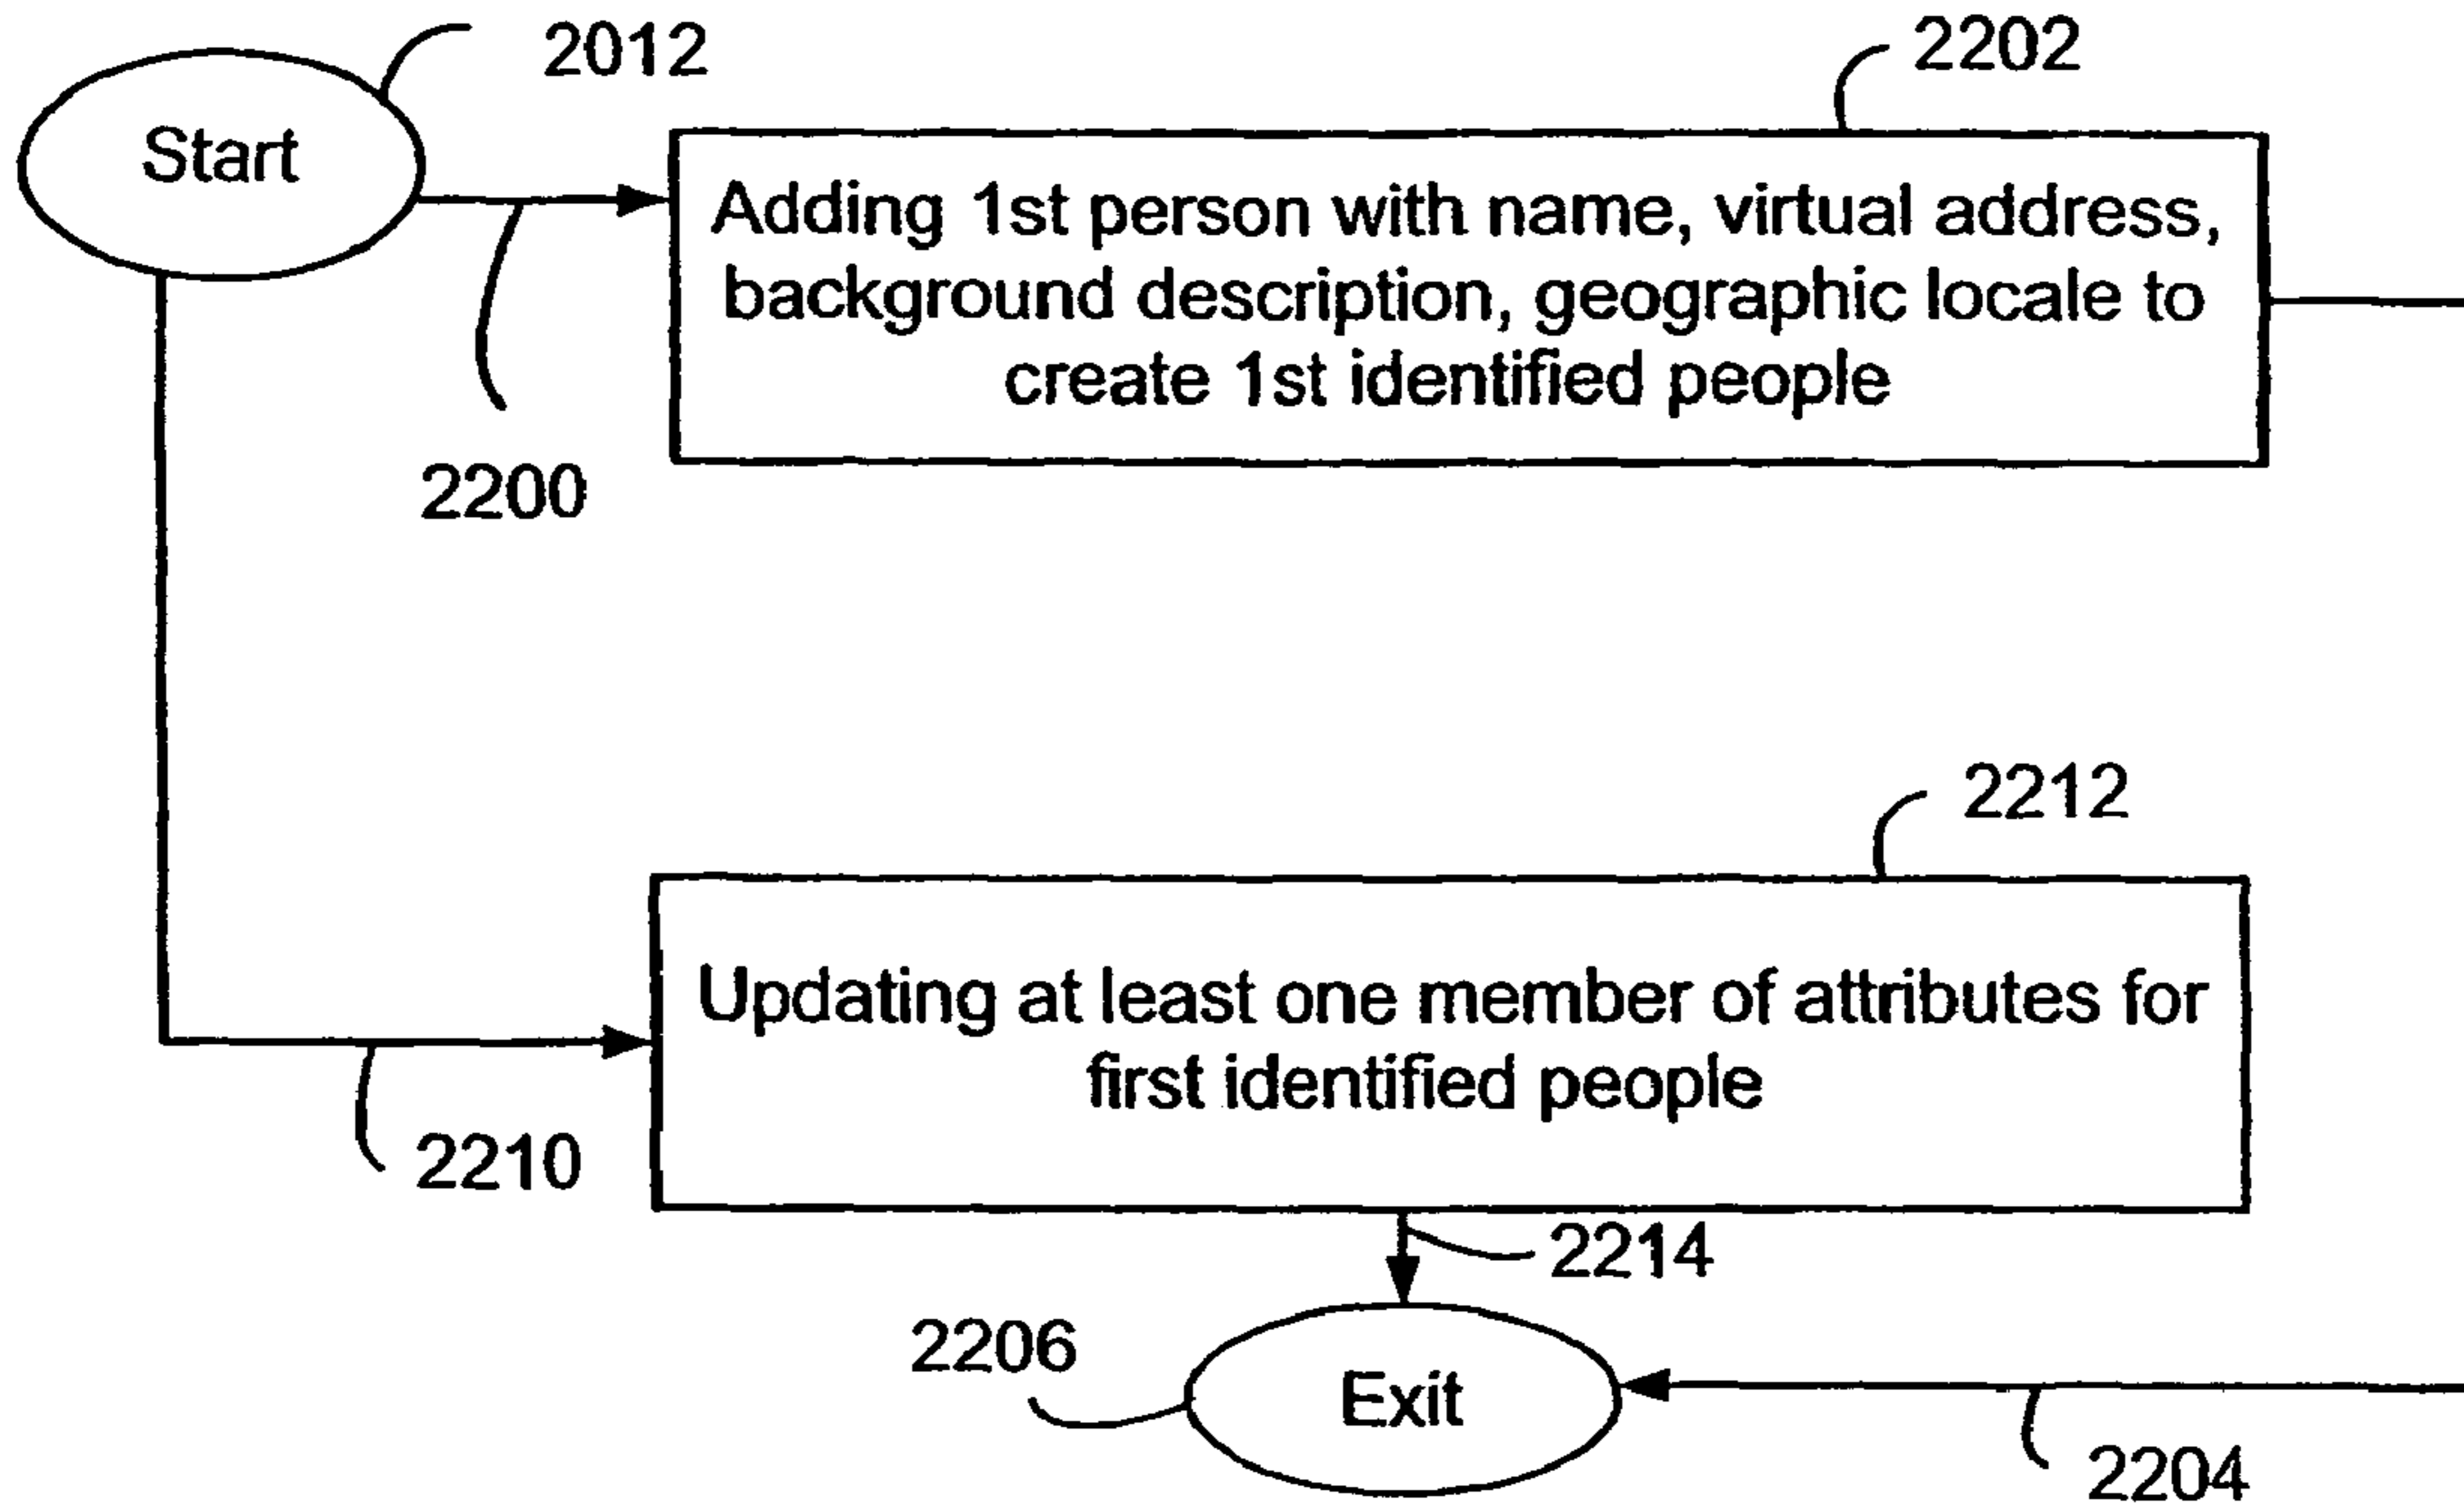 2012
Start
2202
Adding 1st person with name, virtual address,
background description, geographic locale to
create 1st identified people
2200
2212
Updating at least one member of attributes for
first identified people
2210
2214
2206
Exit
2204